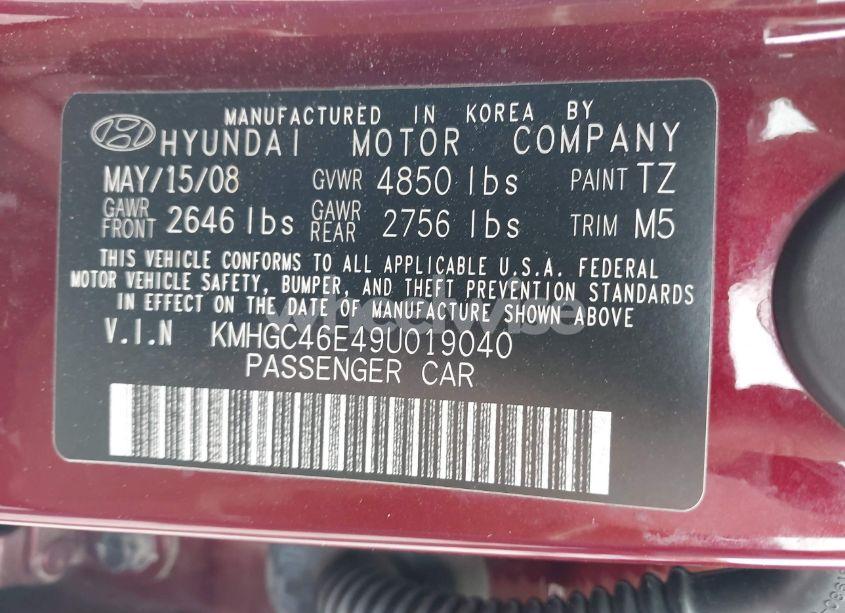 MANUFACTURED IN KOREA BY
HYUNDAI MOTOR COMPANY
MAY/15/08 GVWR 4850 lbs PAINT TZ
GAWR FRONT 2646 lbs GAWR REAR 2756 lbs TRIM M5
THIS VEHICLE CONFORMS TO ALL APPLICABLE U.S.A. FEDERAL
MOTOR VEHICLE SAFETY, BUMPER, AND THEFT PREVENTION STANDARDS
IN EFFECT ON THE DATE OF MANUFACTURE SHOWN ABOVE
wheelwise
V.I.N KMHGC46E49U019040
PASSENGER CAR